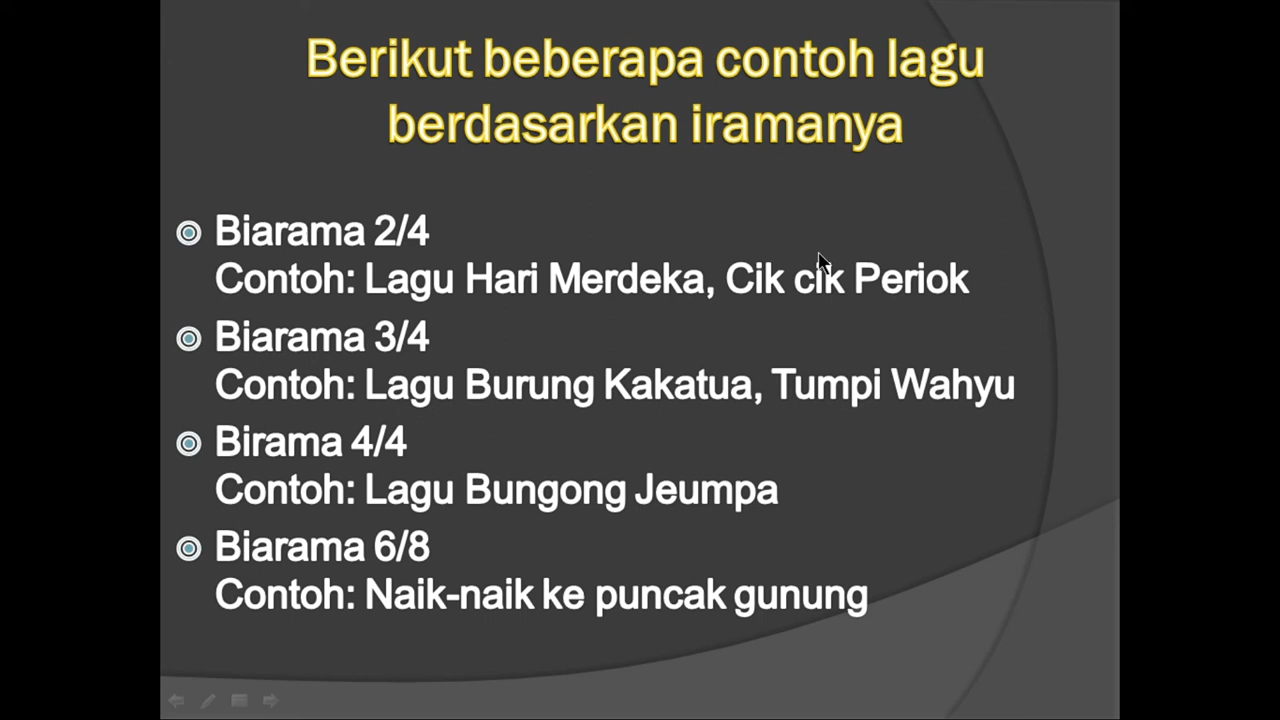 Berikut beberapa contoh lagu
berdasarkan iramanya
Biarama 2/4
Contoh: Lagu Hari Merdeka, Cik cik Periok
Biarama 3/4
Contoh: Lagu Burung Kakatua, Tumpi Wahyu
Birama 4/4
Contoh: Lagu Bungong Jeumpa
Biarama 6/8
Contoh: Naik-naik ke puncak gunung